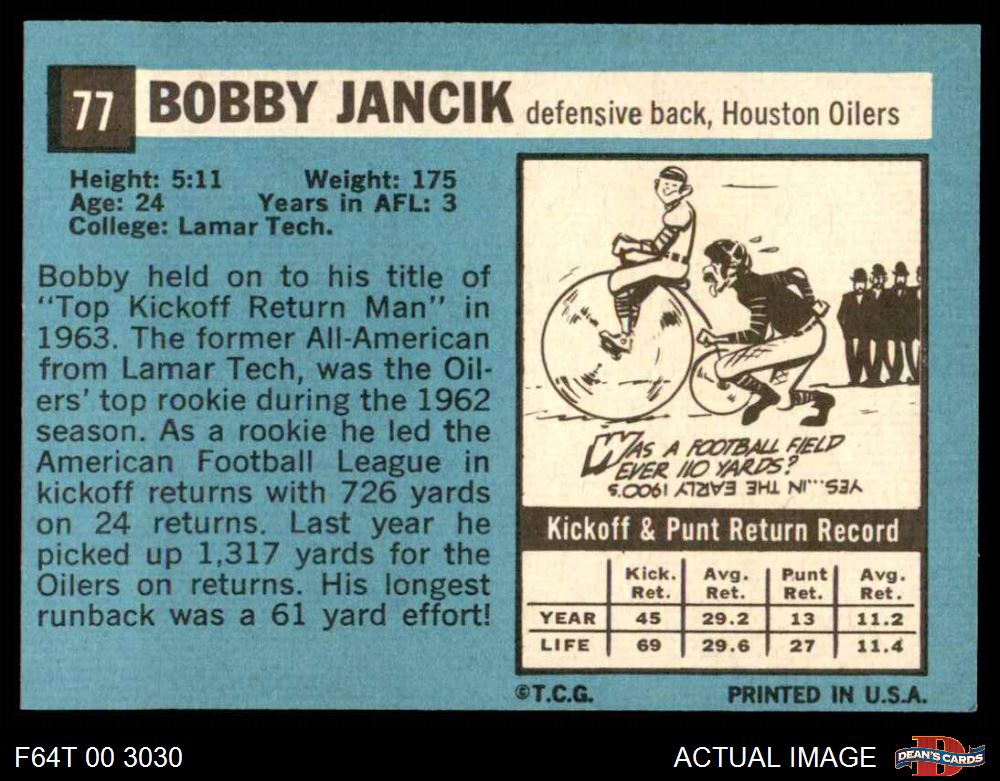 77 BOBBY JANCIK defensive back, Houston Oilers
Height: 5:11 Weight: 175
Age: 24 Years in AFL: 3
College: Lamar Tech.
Bobby held on to his title of
"Top Kickoff Return Man" in
1963. The former All-American
from Lamar Tech, was the Oil-
ers' top rookie during the 1962
season. As a rookie he led the
American Football League in
kickoff returns with 726 yards
on 24 returns. Last year he
picked up 1,317 yards for the
Oilers on returns. His longest
runback was a 61 yard effort!
WAS A FOOTBALL FIELD
EVER 110 YARDS?
YES...IN THE EARLY 1900'S.
Kickoff & Punt Return Record
Kick. Ret. Avg. Ret. Punt Ret. Avg. Ret.
YEAR 45 29.2 13 11.2
LIFE 69 29.6 27 11.4
©T.C.G. PRINTED IN U.S.A.
F64T 00 3030 ACTUAL IMAGE D DEAN'S CARDS